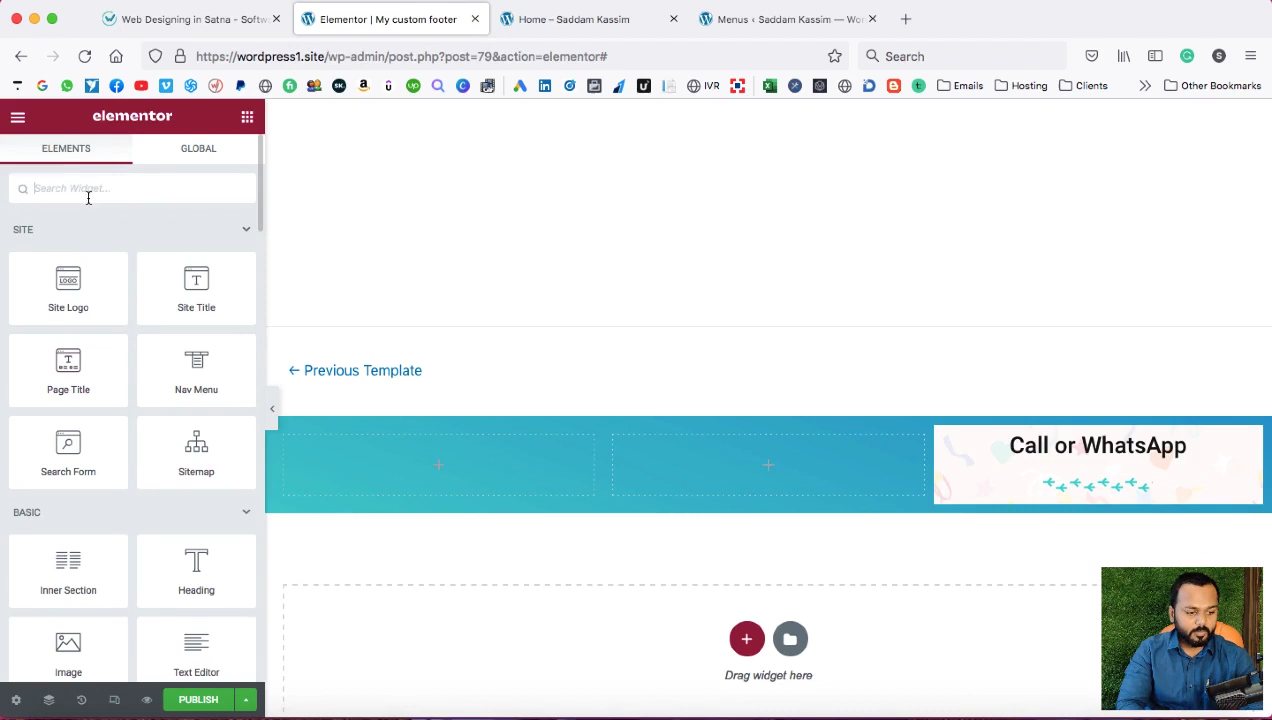 Web Designing in Satna - Softw
Elementor | My custom footer
Home – Saddam Kassim
Menus ‹ Saddam Kassim — Wor
https://wordpress1.site/wp-admin/post.php?post=79&action=elementor#
Search
IVR
Emails
Hosting
Clients
Other Bookmarks
elementor
ELEMENTS
GLOBAL
Search Widget...
SITE
LOGO
Site Logo
Site Title
Page Title
Nav Menu
Search Form
Sitemap
BASIC
Inner Section
Heading
Image
Text Editor
PUBLISH
← Previous Template
Call or WhatsApp
Drag widget here